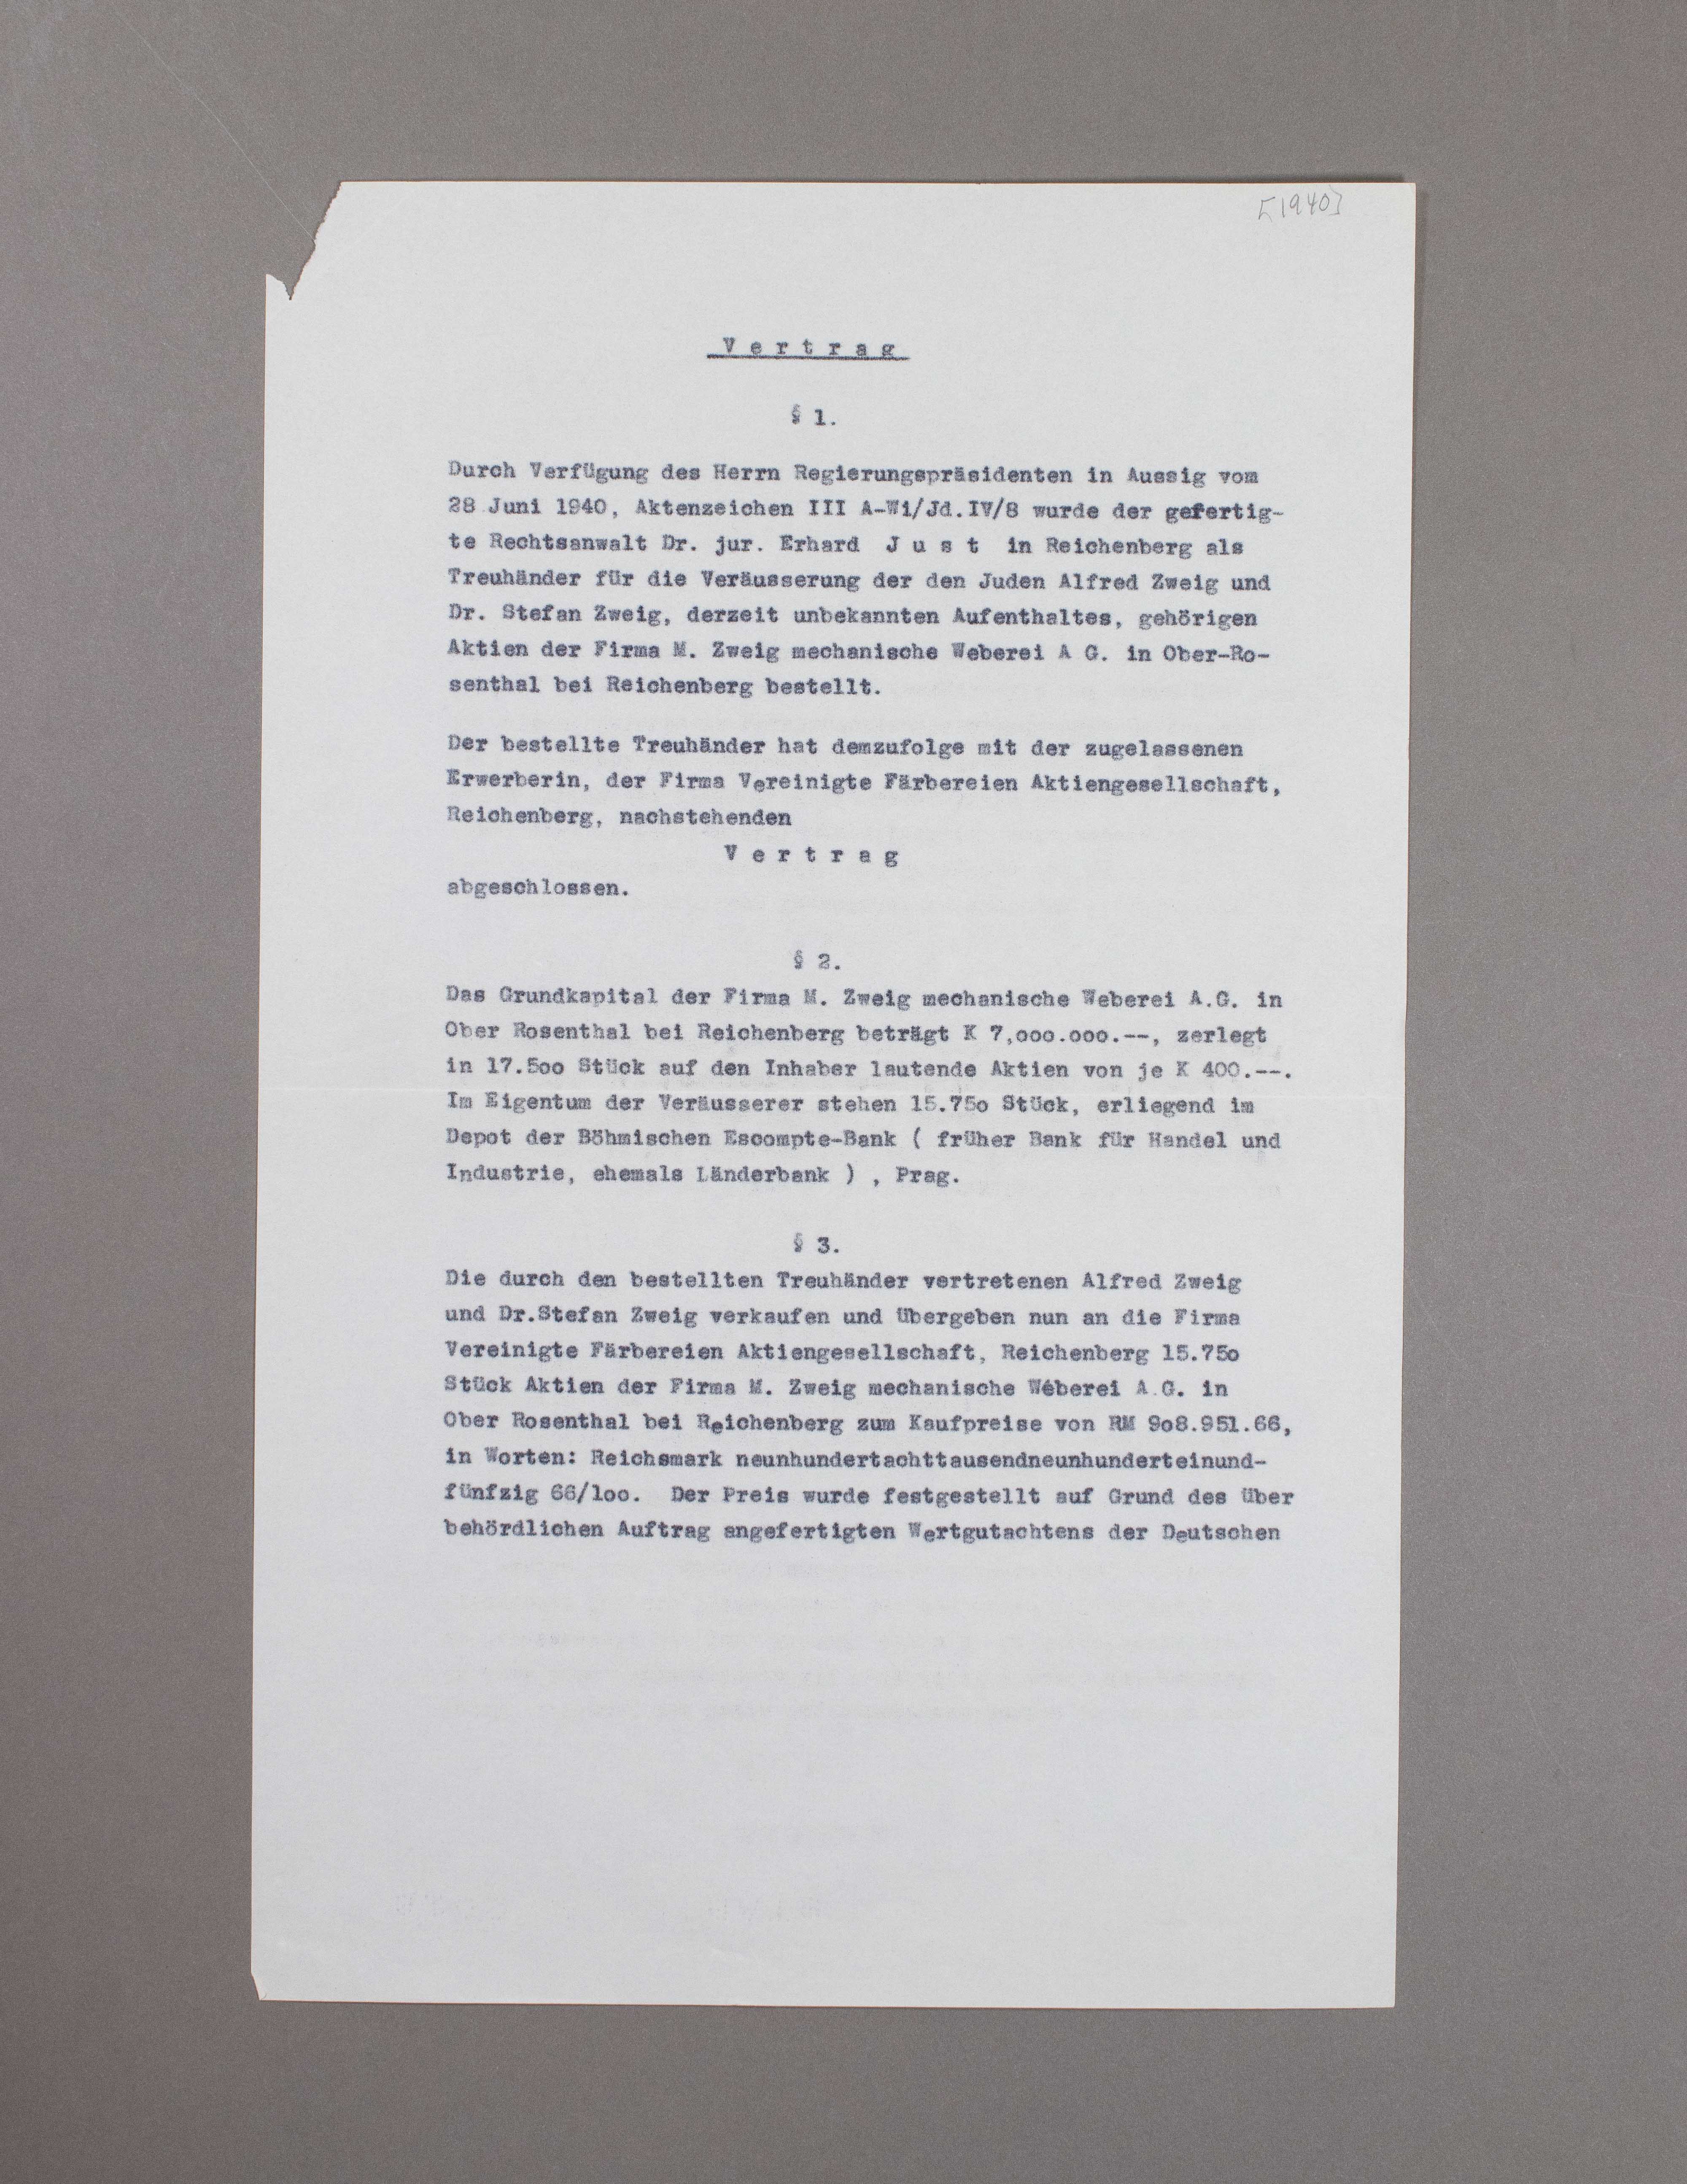 [1940]
V e r t r a g
§ 1.
Durch Verfügung des Herrn Regierungspräsidenten in Aussig vom
28 Juni 1940, Aktenzeichen III A-Wi/Jd.IV/8 wurde der gefertig-
te Rechtsanwalt Dr. jur. Erhard J u s t in Reichenberg als
Treuhänder für die Veräusserung der den Juden Alfred Zweig und
Dr. Stefan Zweig, derzeit unbekannten Aufenthaltes, gehörigen
Aktien der Firma M. Zweig mechanische Weberei A G. in Ober-Ro-
senthal bei Reichenberg bestellt.
Der bestellte Treuhänder hat demzufolge mit der zugelassenen
Erwerberin, der Firma Vereinigte Färbereien Aktiengesellschaft,
Reichenberg, nachstehenden
V e r t r a g
abgeschlossen.
§ 2.
Das Grundkapital der Firma M. Zweig mechanische Weberei A.G. in
Ober Rosenthal bei Reichenberg beträgt K 7,ooo.ooo.--, zerlegt
in 17.5oo Stück auf den Inhaber lautende Aktien von je K 400.--.
Im Eigentum der Veräusserer stehen 15.75o Stück, erliegend im
Depot der Böhmischen Escompte-Bank ( früher Bank für Handel und
Industrie, ehemals Länderbank ) , Prag.
§ 3.
Die durch den bestellten Treuhänder vertretenen Alfred Zweig
und Dr.Stefan Zweig verkaufen und übergeben nun an die Firma
Vereinigte Färbereien Aktiengesellschaft, Reichenberg 15.75o
Stück Aktien der Firma M. Zweig mechanische Wéberei A.G. in
Ober Rosenthal bei Reichenberg zum Kaufpreise von RM 9o8.951.66,
in Worten: Reichsmark neunhundertachttausendneunhunderteinund-
fünfzig 66/loo. Der Preis wurde festgestellt auf Grund des über
behördlichen Auftrag angefertigten Wertgutachtens der Deutschen